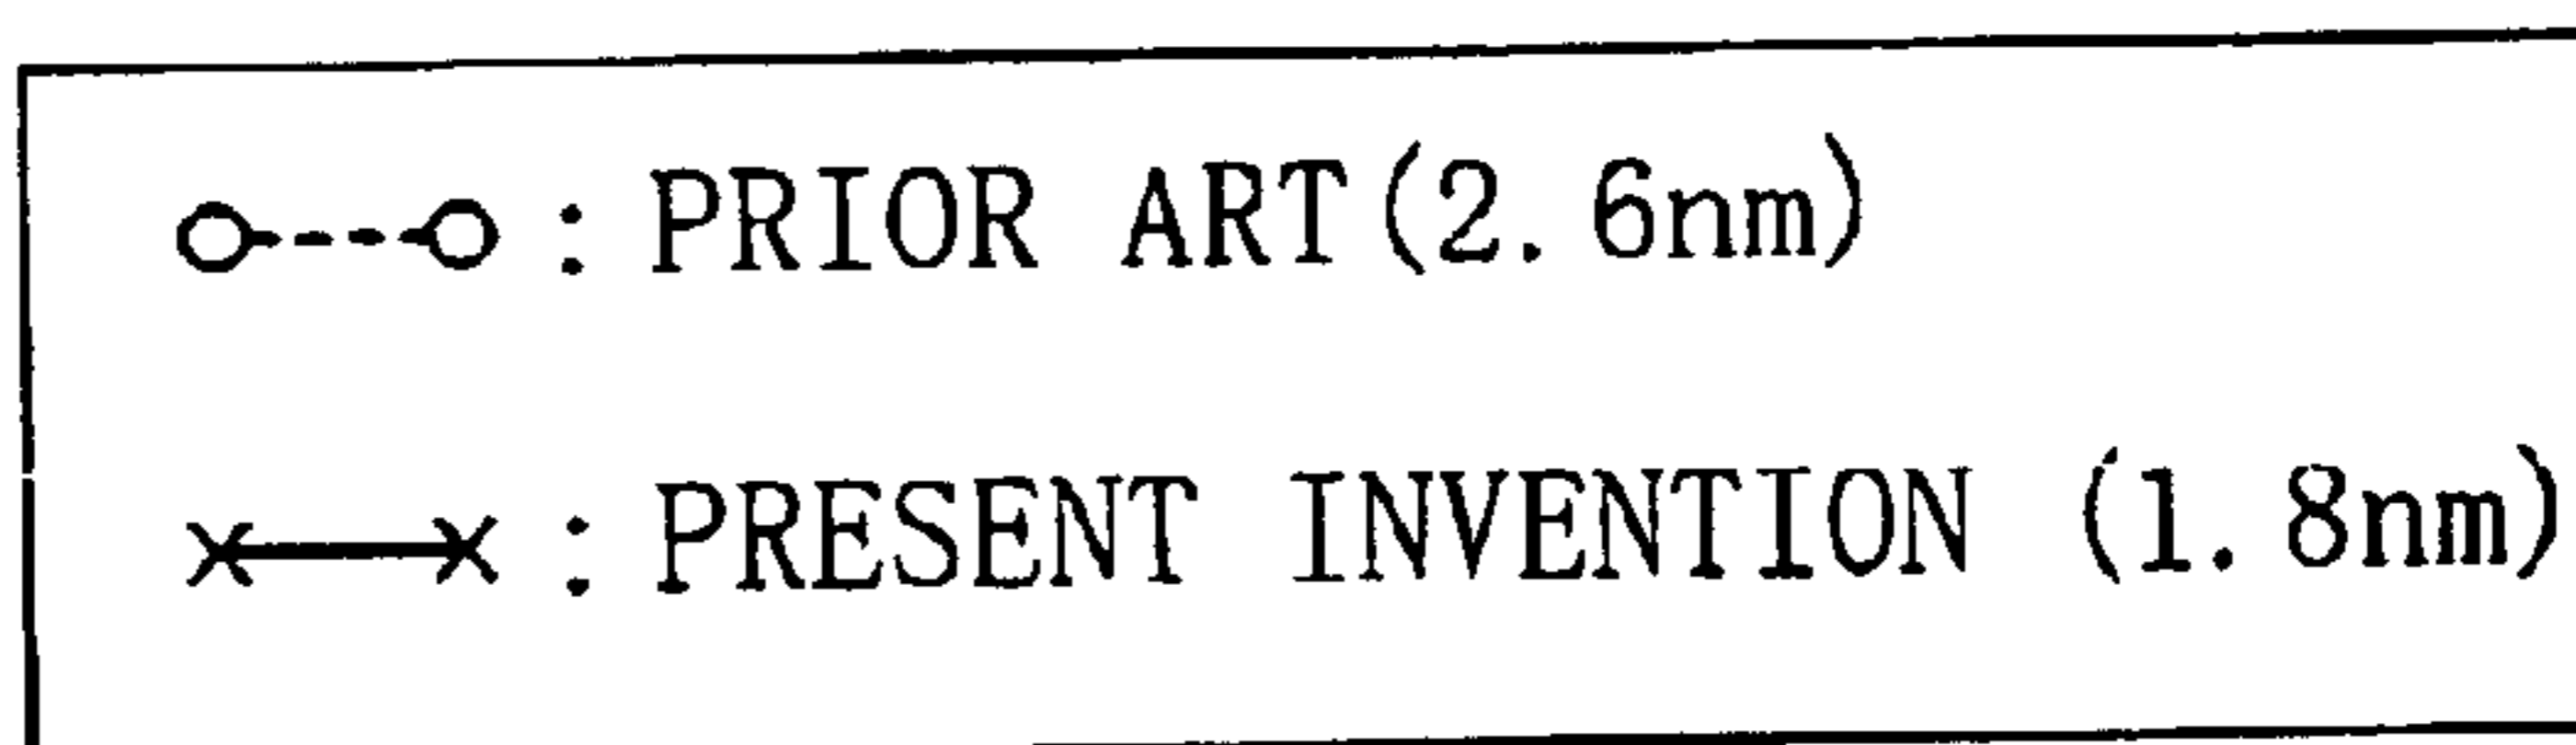 : PRIOR ART(2.6nm)
: PRESENT INVENTION (1.8nm)